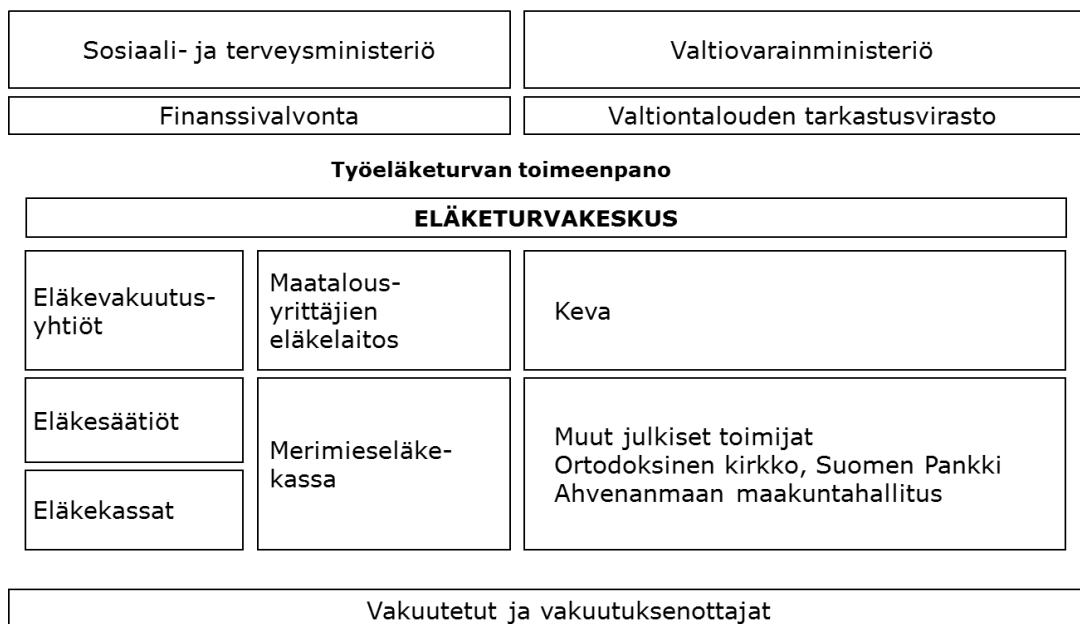 Sosiaali- ja terveysministeriö
Valtiovarainministeriö
Finanssivalvonta
Valtiontalouden tarkastusvirasto
Työeläketurvan toimeenpano
ELÄKETURVAKESKUS
Eläkevakuutus-
yhtiöt
Maatalous-
yrittäjien
eläkelaitos
Keva
Eläkesäätiöt
Eläkekassat
Merimieseläke-
kassa
Muut julkiset toimijat
Ortodoksinen kirkko, Suomen Pankki
Ahvenanmaan maakuntahallitus
Vakuutetut ja vakuutuksenottajat